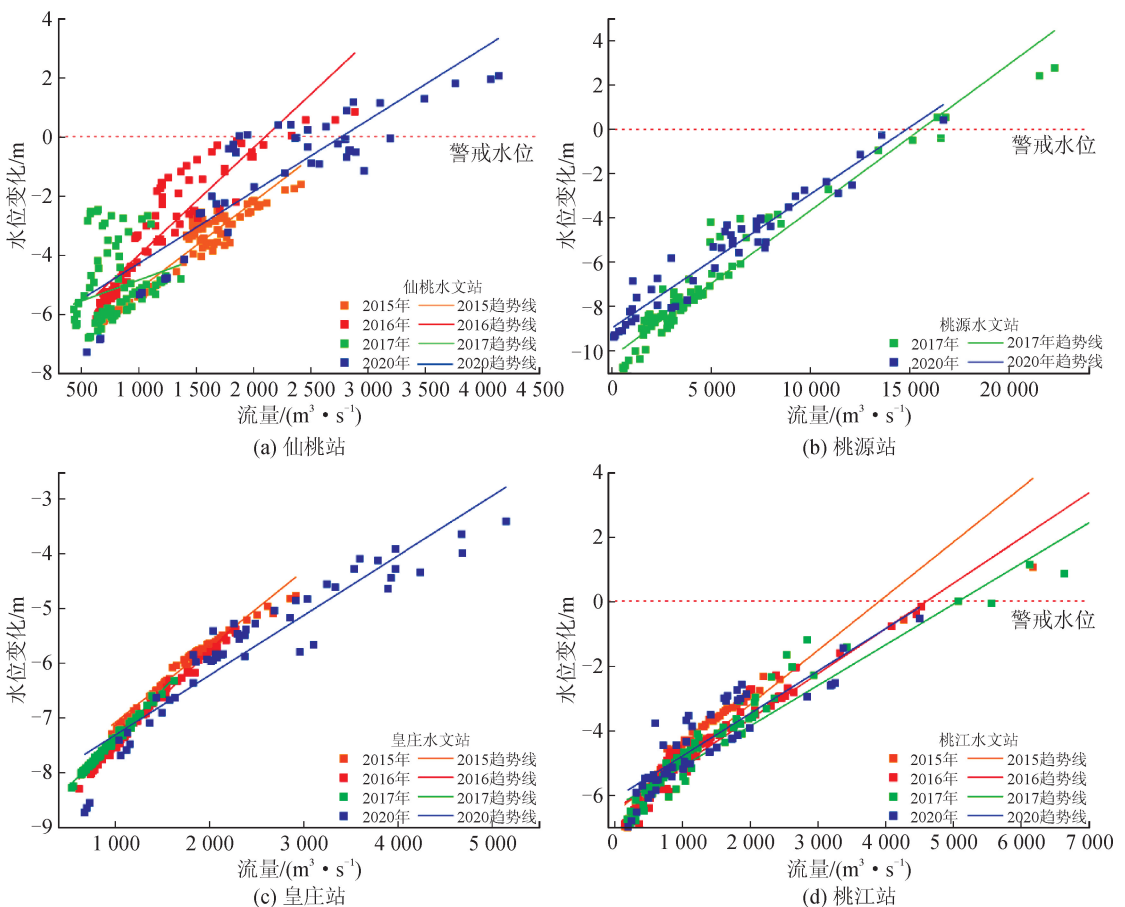 4
2
0
−2
−4
−6
−8
水位变化/m
警戒水位
仙桃水文站
2015年 2015趋势线
2016年 2016趋势线
2017年 2017趋势线
2020年 2020趋势线
500 1 000 1 500 2 000 2 500 3 000 3 500 4 000 4 500
流量/(m³·s⁻¹)
(a) 仙桃站
4
2
0
−2
−4
−6
−8
−10
水位变化/m
警戒水位
桃源水文站
2017年 2017年趋势线
2020年 2020年趋势线
0 5 000 10 000 15 000 20 000
流量/(m³·s⁻¹)
(b) 桃源站
−3
−4
−5
−6
−7
−8
−9
水位变化/m
皇庄水文站
2015年 2015趋势线
2016年 2016趋势线
2017年 2017趋势线
2020年 2020趋势线
1 000 2 000 3 000 4 000 5 000
流量/(m³·s⁻¹)
(c) 皇庄站
4
2
0
−2
−4
−6
水位变化/m
警戒水位
桃江水文站
2015年 2015趋势线
2016年 2016趋势线
2017年 2017趋势线
2020年 2020趋势线
0 1 000 2 000 3 000 4 000 5 000 6 000 7 000
流量/(m³·s⁻¹)
(d) 桃江站